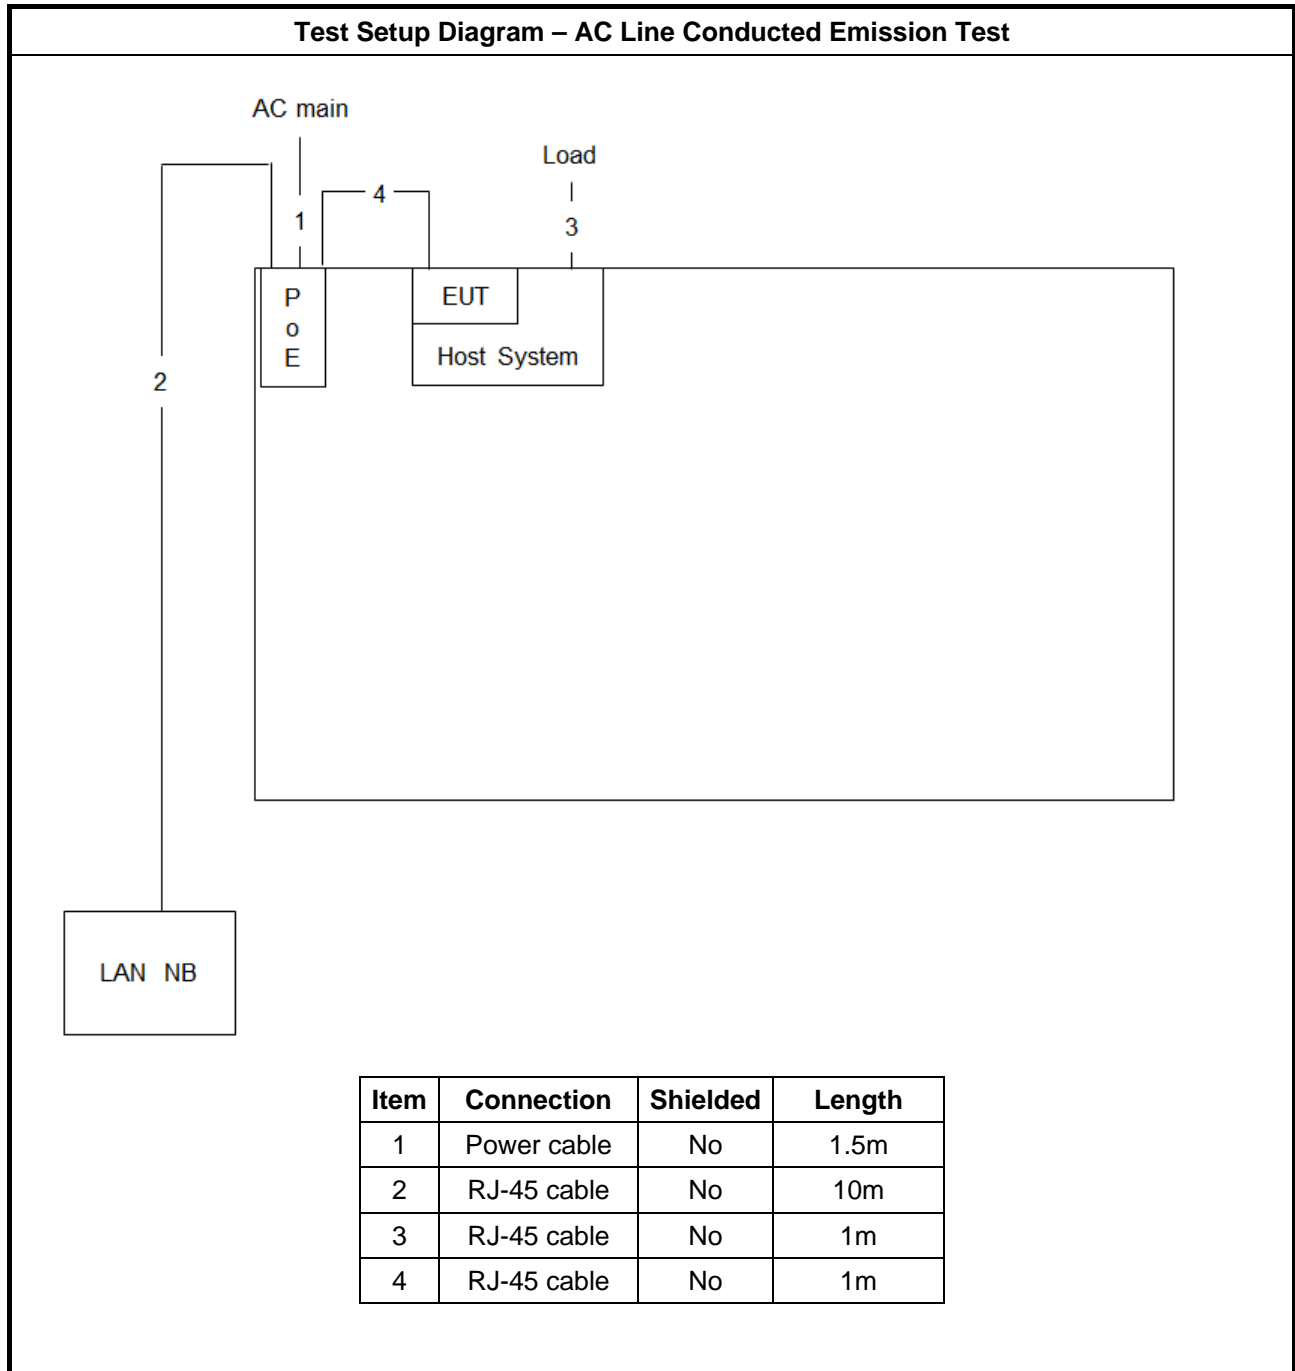 Test Setup Diagram – AC Line Conducted Emission Test
AC main
Load
4
1
3
P
o
E
EUT
Host System
2
LAN NB
Item Connection Shielded Length
1 Power cable No 1.5m
2 RJ-45 cable No 10m
3 RJ-45 cable No 1m
4 RJ-45 cable No 1m